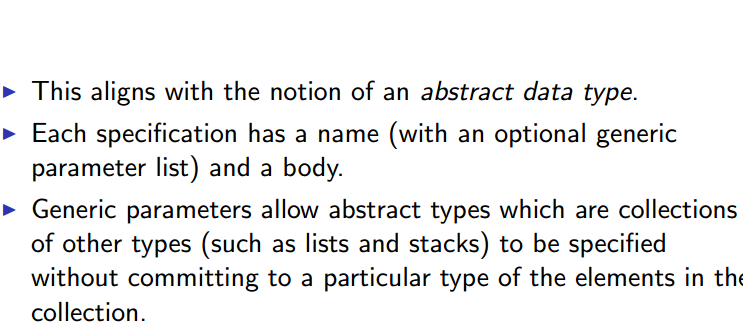 ▶ This aligns with the notion of an abstract data type.
▶ Each specification has a name (with an optional generic
parameter list) and a body.
▶ Generic parameters allow abstract types which are collections
of other types (such as lists and stacks) to be specified
without committing to a particular type of the elements in the
collection.